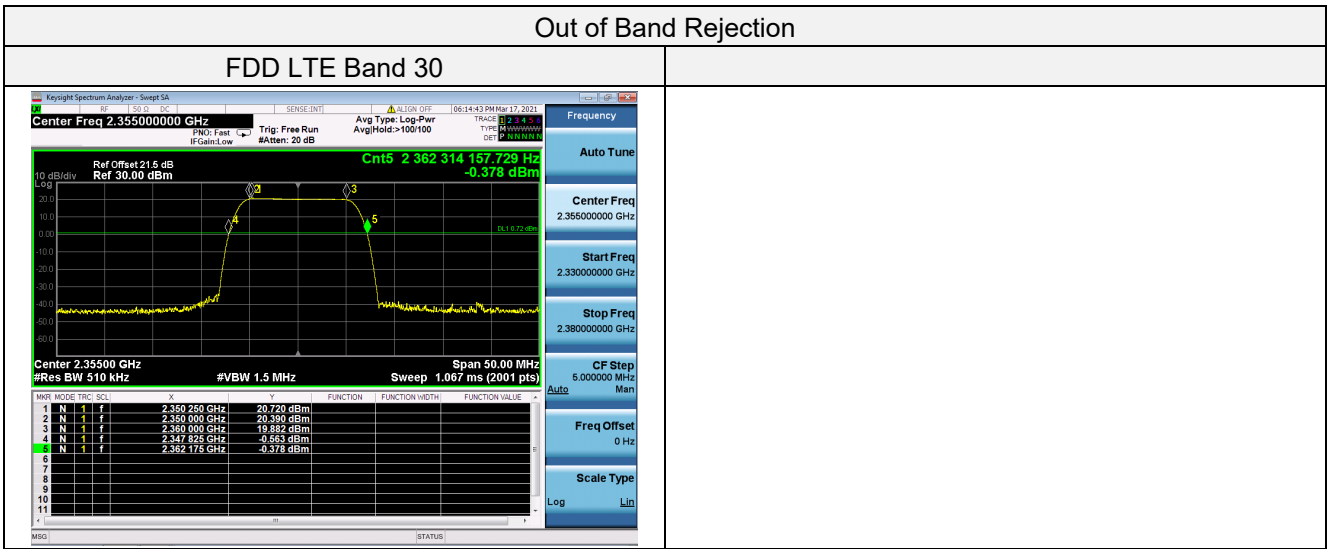 Out of Band Rejection
FDD LTE Band 30
Keysight Spectrum Analyzer - Swept SA
RF 50 Ω DC SENSE:INT ALIGN OFF 06:14:43 PM Mar 17, 2021
Center Freq 2.355000000 GHz
PNO: Fast
IFGain:Low
Trig: Free Run
#Atten: 20 dB
Avg Type: Log-Pwr
Avg|Hold:>100/100
TRACE 1 2 3 4 5 6
TYPE M WWWWW
DET P N N N N N
Frequency
Auto Tune
Center Freq
2.355000000 GHz
Start Freq
2.330000000 GHz
Stop Freq
2.380000000 GHz
CF Step
5.000000 MHz
Auto Man
Freq Offset
0 Hz
Scale Type
Log Lin
Ref Offset 21.5 dB
10 dB/div Ref 30.00 dBm
Log
Cnt5 2 362 314 157.729 Hz
-0.378 dBm
20.0
10.0
0.00
-10.0
-20.0
-30.0
-40.0
-50.0
-60.0
2 1
3
4
5
DL1 0.72 dBm
Center 2.35500 GHz Span 50.00 MHz
#Res BW 510 kHz #VBW 1.5 MHz Sweep 1.067 ms (2001 pts)
MKR MODE TRC SCL X Y FUNCTION FUNCTION WIDTH FUNCTION VALUE
1 N 1 f 2.350 250 GHz 20.720 dBm
2 N 1 f 2.350 000 GHz 20.390 dBm
3 N 1 f 2.360 000 GHz 19.882 dBm
4 N 1 f 2.347 825 GHz -0.563 dBm
5 N 1 f 2.362 175 GHz -0.378 dBm
6
7
8
9
10
11
MSG STATUS